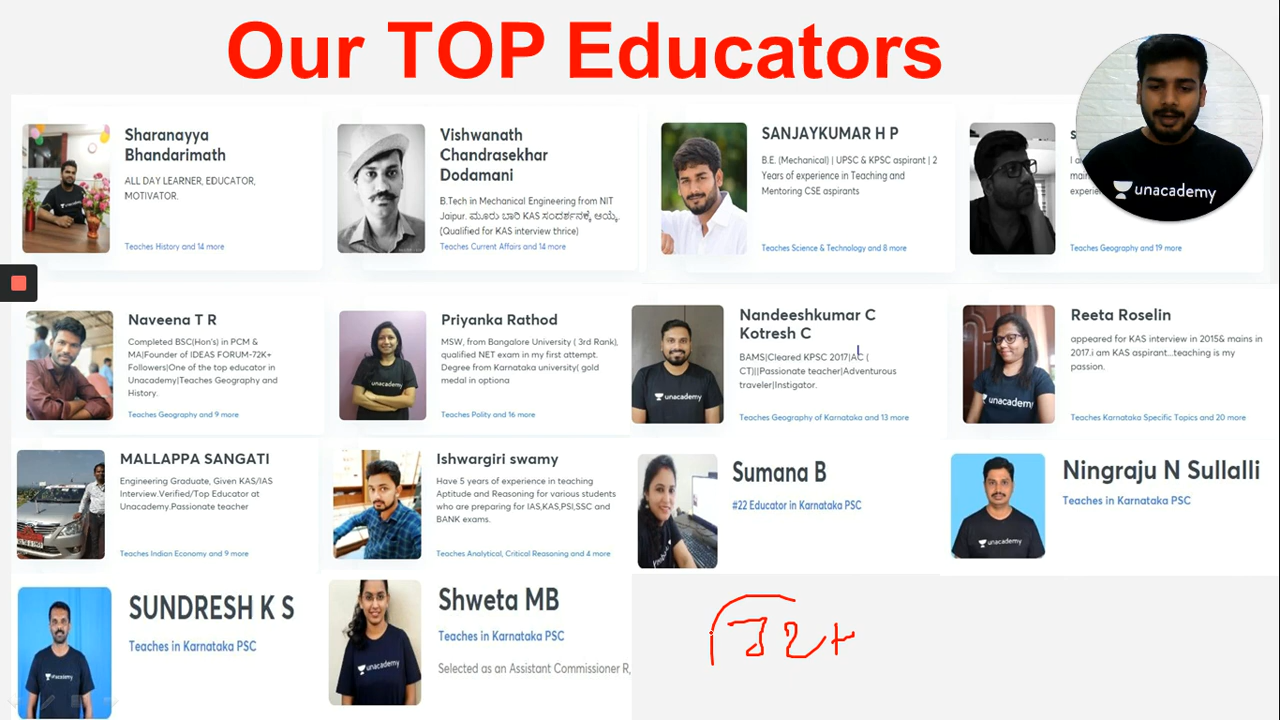 Our TOP Educators
Sharanayya
Bhandarimath
ALL DAY LEARNER, EDUCATOR,
MOTIVATOR.
Teaches History and 14 more
Vishwanath
Chandrasekhar
Dodamani
B.Tech in Mechanical Engineering from NIT
Jaipur. ಮೂರು ಬಾರಿ KAS ಸಂದರ್ಶನಕ್ಕೆ ಆಯ್ಕೆ.
(Qualified for KAS interview thrice)
Teaches Current Affairs and 14 more
SANJAYKUMAR H P
B.E. (Mechanical) | UPSC & KPSC aspirant | 2
Years of experience in Teaching and
Mentoring CSE aspirants
Teaches Science & Technology and 8 more
Teaches Geography and 19 more
unacademy
Naveena T R
Completed BSC(Hon's) in PCM &
MA|Founder of IDEAS FORUM-72K+
Followers|One of the top educator in
Unacademy|Teaches Geography and
History.
Teaches Geography and 9 more
unacademy
Priyanka Rathod
MSW, from Bangalore University ( 3rd Rank),
qualified NET exam in my first attempt.
Degree from Karnataka university( gold
medal in optiona
Teaches Polity and 16 more
unacademy
Nandeeshkumar C
Kotresh C
BAMS|Cleared KPSC 2017|AC (
CT)||Passionate teacher|Adventurous
traveler|Instigator.
Teaches Geography of Karnataka and 13 more
unacademy
Reeta Roselin
appeared for KAS interview in 2015& mains in
2017.i am KAS aspirant...teaching is my
passion.
Teaches Karnataka Specific Topics and 20 more
MALLAPPA SANGATI
Engineering Graduate, Given KAS/IAS
Interview.Verified/Top Educator at
Unacademy.Passionate teacher
Teaches Indian Economy and 9 more
Ishwargiri swamy
Have 5 years of experience in teaching
Aptitude and Reasoning for various students
who are preparing for IAS,KAS,PSI,SSC and
BANK exams.
Teaches Analytical, Critical Reasoning and 4 more
Sumana B
#22 Educator in Karnataka PSC
unacademy
Ningraju N Sullalli
Teaches in Karnataka PSC
unacademy
SUNDRESH K S
Teaches in Karnataka PSC
unacademy
Shweta MB
Teaches in Karnataka PSC
Selected as an Assistant Commissioner R,